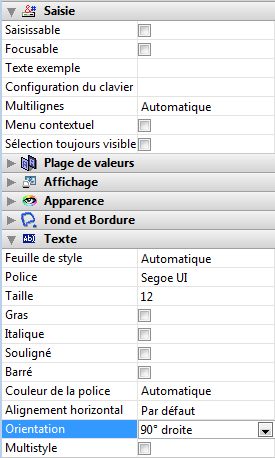 Saisie
Saisissable
Focusable
Texte exemple
Configuration du clavier
Multilignes Automatique
Menu contextuel
Sélection toujours visible
Plage de valeurs
Affichage
Apparence
Fond et Bordure
Texte
Feuille de style Automatique
Police Segoe UI
Taille 12
Gras
Italique
Souligné
Barré
Couleur de la police Automatique
Alignement horizontal Par défaut
Orientation 90° droite
Multistyle